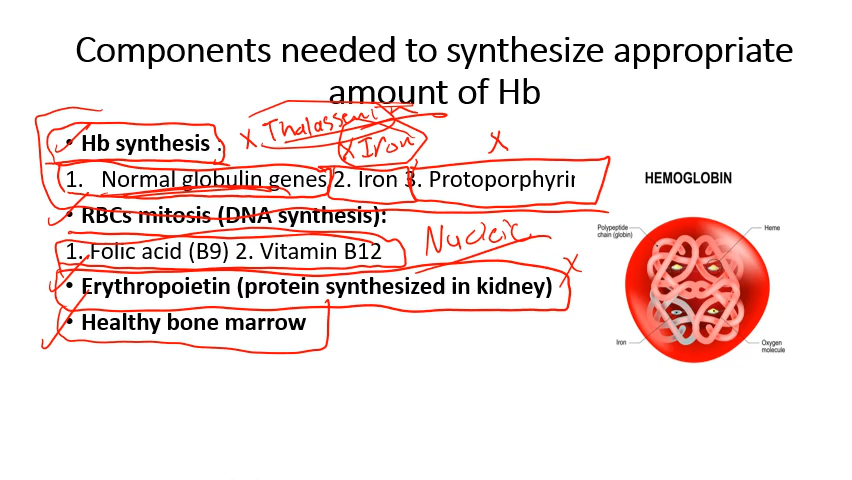 Components needed to synthesize appropriate
amount of Hb
• Hb synthesis :
x Thalassemia
x Iron
x
1. Normal globulin genes 2. Iron 3. Protoporphyrin
• RBCs mitosis (DNA synthesis):
1. Folic acid (B9) 2. Vitamin B12
Nucleic
• Erythropoietin (protein synthesized in kidney)
x
• Healthy bone marrow
HEMOGLOBIN
Polypeptide
chain (globin)
Heme
Iron
Oxygen
molecule